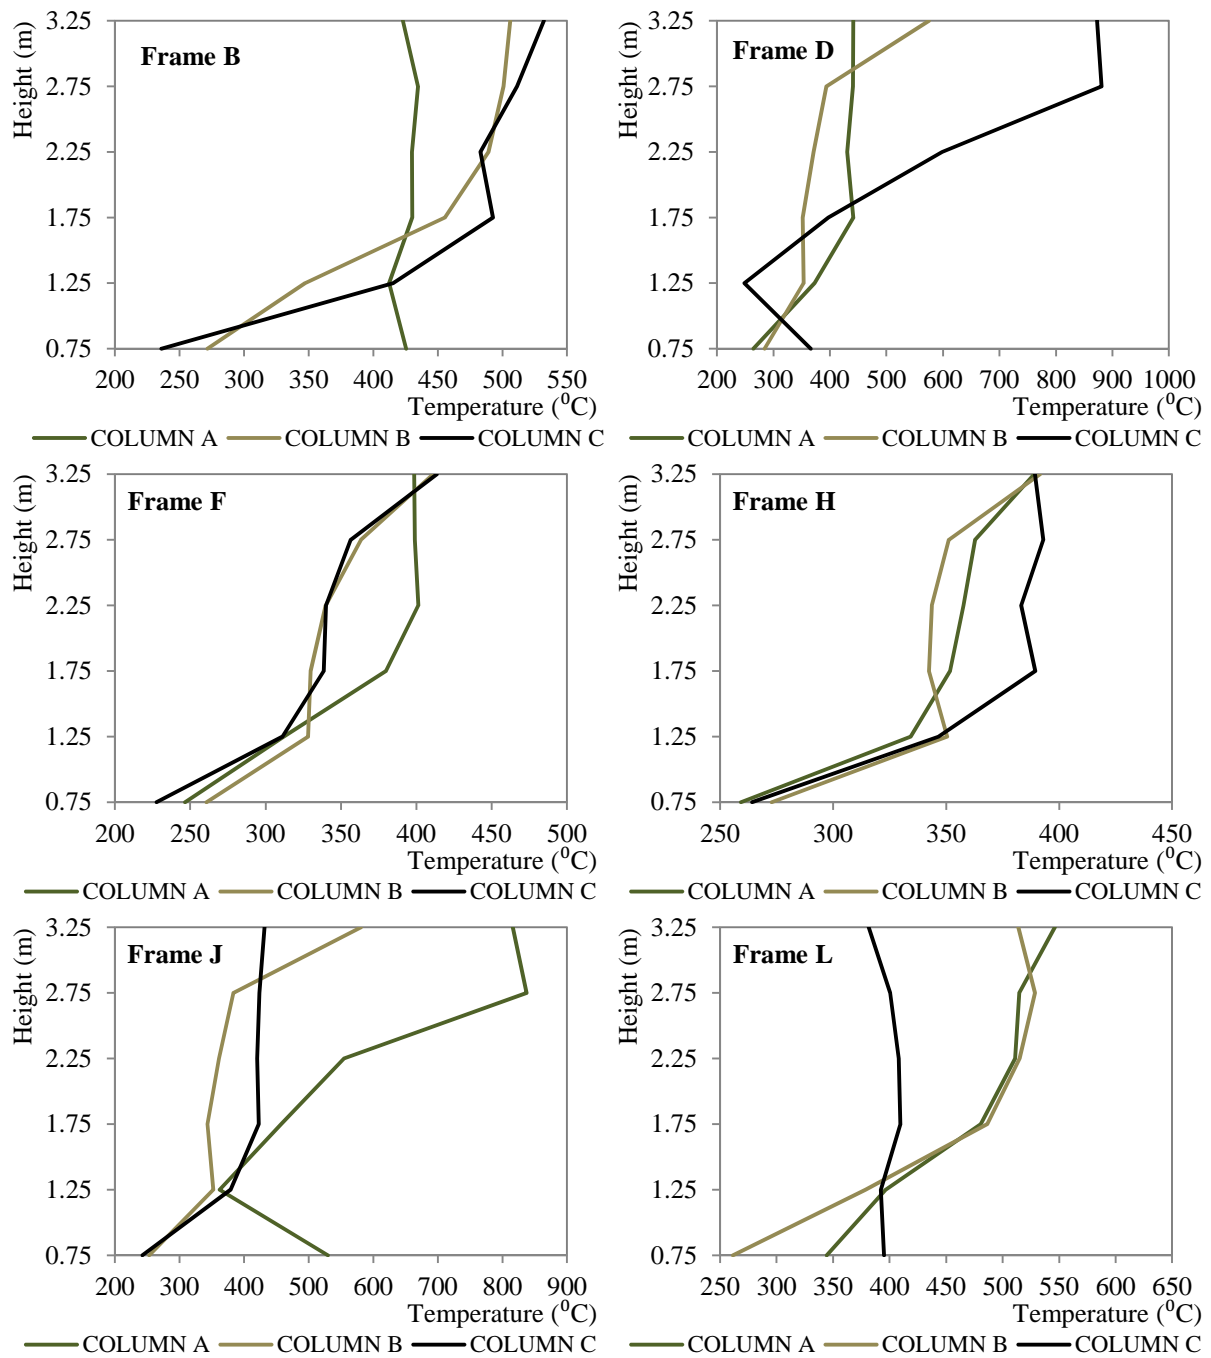 Frame B
Height (m)
3.25
2.75
2.25
1.75
1.25
0.75
200 250 300 350 400 450 500 550
Temperature (⁰C)
COLUMN A COLUMN B COLUMN C
Frame D
Height (m)
3.25
2.75
2.25
1.75
1.25
0.75
200 300 400 500 600 700 800 900 1000
Temperature (⁰C)
COLUMN A COLUMN B COLUMN C
Frame F
Height (m)
3.25
2.75
2.25
1.75
1.25
0.75
200 250 300 350 400 450 500
Temperature (⁰C)
COLUMN A COLUMN B COLUMN C
Frame H
Height (m)
3.25
2.75
2.25
1.75
1.25
0.75
250 300 350 400 450
Temperature (⁰C)
COLUMN A COLUMN B COLUMN C
Frame J
Height (m)
3.25
2.75
2.25
1.75
1.25
0.75
200 300 400 500 600 700 800 900
Temperature (⁰C)
COLUMN A COLUMN B COLUMN C
Frame L
Height (m)
3.25
2.75
2.25
1.75
1.25
0.75
250 300 350 400 450 500 550 600 650
Temperature (⁰C)
COLUMN A COLUMN B COLUMN C